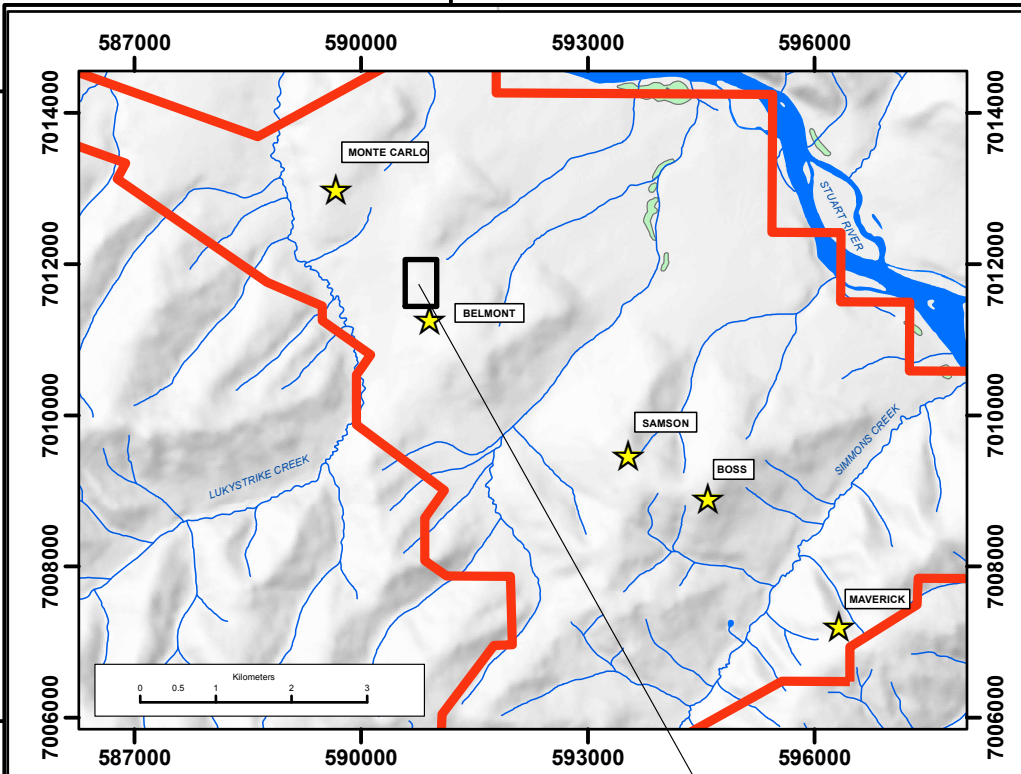 587000 590000 593000 596000
7014000 7014000
MONTE CARLO
STUART RIVER
7012000 7012000
BELMONT
7010000 7010000
SAMSON
SIMMONS CREEK
BOSS
LUKYSTRIKE CREEK
7008000 7008000
MAVERICK
Kilometers
0 0.5 1 2 3
7006000 7006000
587000 590000 593000 596000